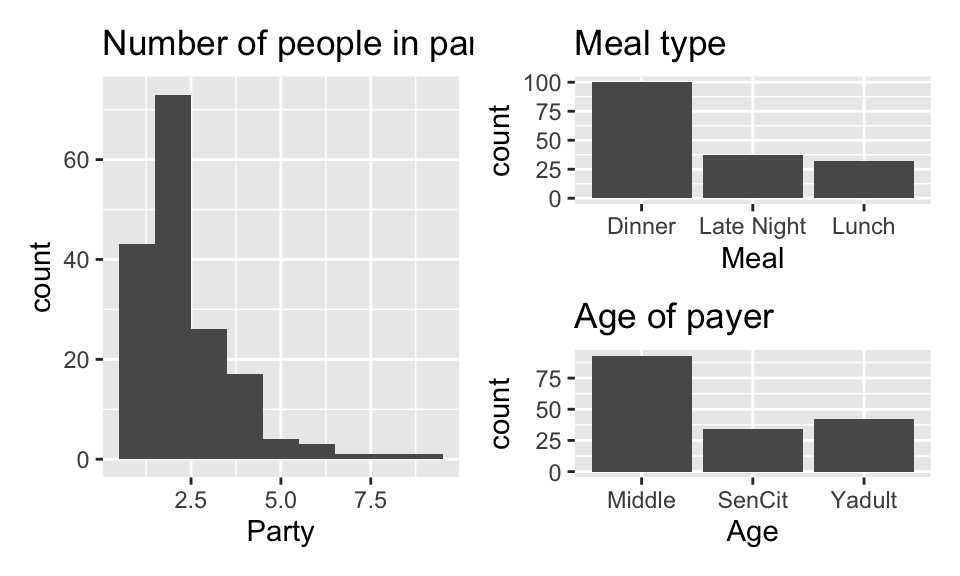 Number of people in par
count
60
40
20
0
2.5 5.0 7.5
Party
Meal type
count
100
75
50
25
0
Dinner Late Night Lunch
Meal
Age of payer
count
75
50
25
0
Middle SenCit Yadult
Age